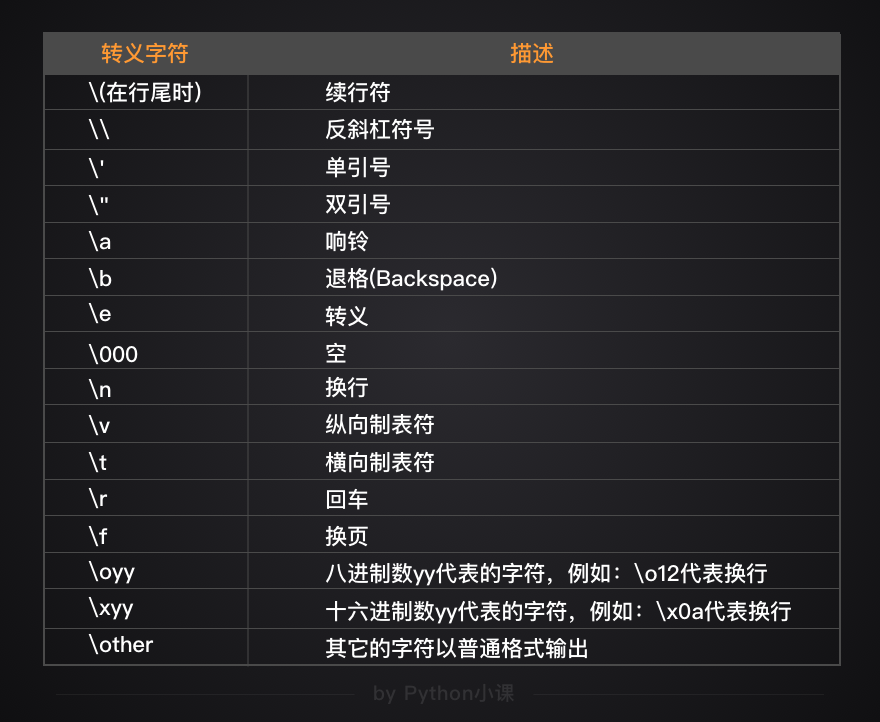 转义字符 描述
\(在行尾时) 续行符
\\ 反斜杠符号
\' 单引号
\" 双引号
\a 响铃
\b 退格(Backspace)
\e 转义
\000 空
\n 换行
\v 纵向制表符
\t 横向制表符
\r 回车
\f 换页
\oyy 八进制数yy代表的字符，例如：\o12代表换行
\xyy 十六进制数yy代表的字符，例如：\x0a代表换行
\other 其它的字符以普通格式输出
by Python小课